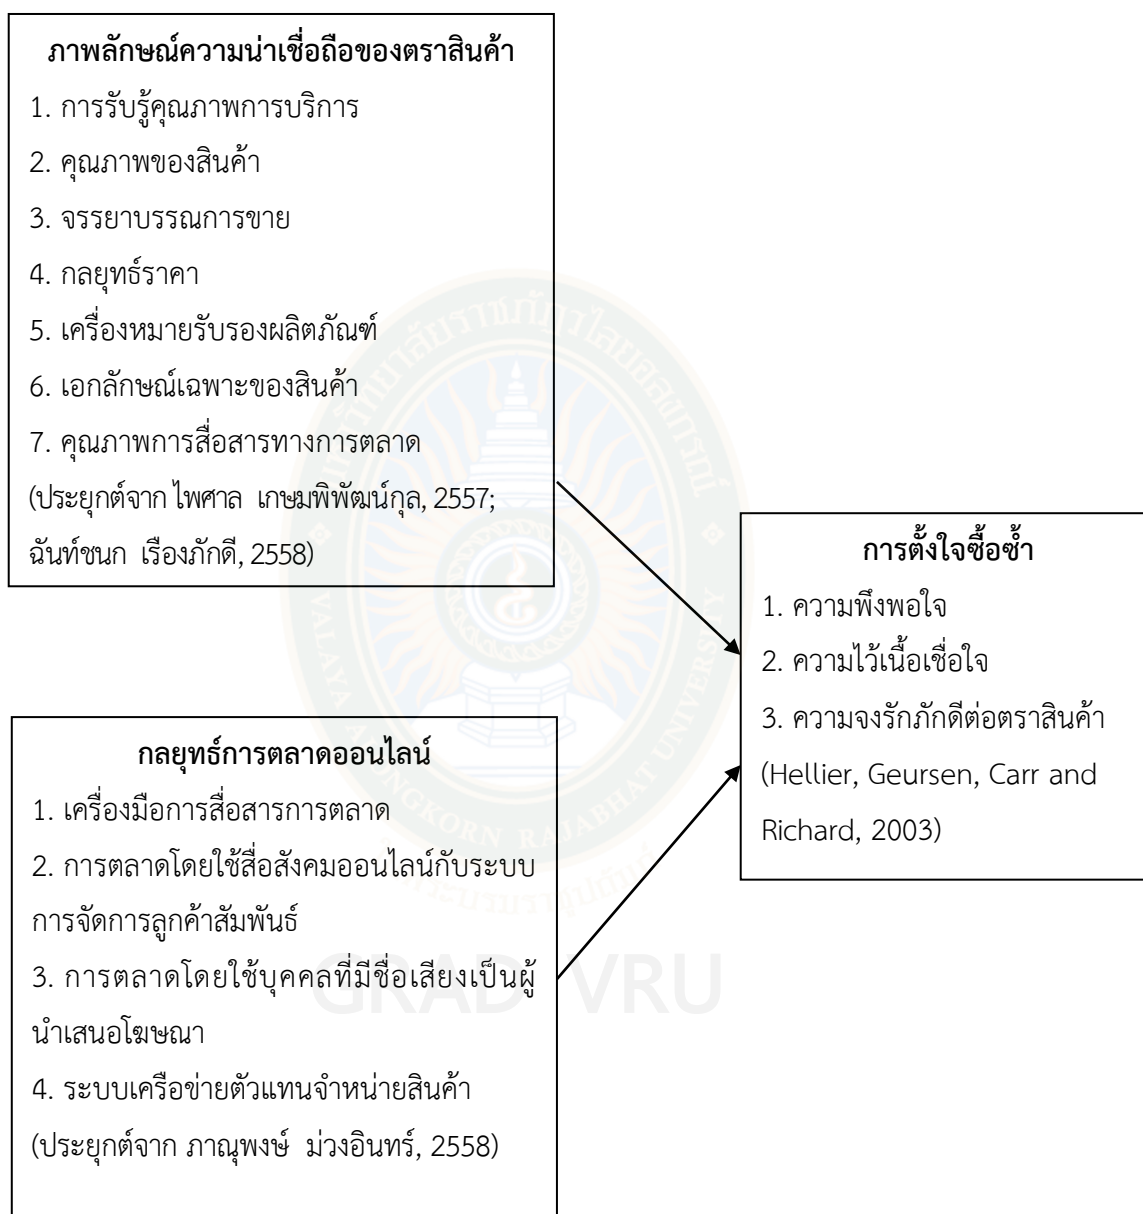 ภาพลักษณ์ความน่าเชื่อถือของตราสินค้า
1. การรับรู้คุณภาพการบริการ
2. คุณภาพของสินค้า
3. จรรยาบรรณการขาย
4. กลยุทธ์ราคา
5. เครื่องหมายรับรองผลิตภัณฑ์
6. เอกลักษณ์เฉพาะของสินค้า
7. คุณภาพการสื่อสารทางการตลาด
(ประยุกต์จาก ไพศาล เกษมพิพัฒน์กุล, 2557;
ฉันท์ชนก เรืองภักดี, 2558)
การตั้งใจซื้อซ้ำ
1. ความพึงพอใจ
2. ความไว้เนื้อเชื่อใจ
3. ความจงรักภักดีต่อตราสินค้า
(Hellier, Geursen, Carr and
Richard, 2003)
กลยุทธ์การตลาดออนไลน์
1. เครื่องมือการสื่อสารการตลาด
2. การตลาดโดยใช้สื่อสังคมออนไลน์กับระบบ
การจัดการลูกค้าสัมพันธ์
3. การตลาดโดยใช้บุคคลที่มีชื่อเสียงเป็นผู้
นำเสนอโฆษณา
4. ระบบเครือข่ายตัวแทนจำหน่ายสินค้า
(ประยุกต์จาก ภาณุพงษ์ ม่วงอินทร์, 2558)
VALAYA ALONGKORN RAJABHAT UNIVERSITY
GRAD VRU